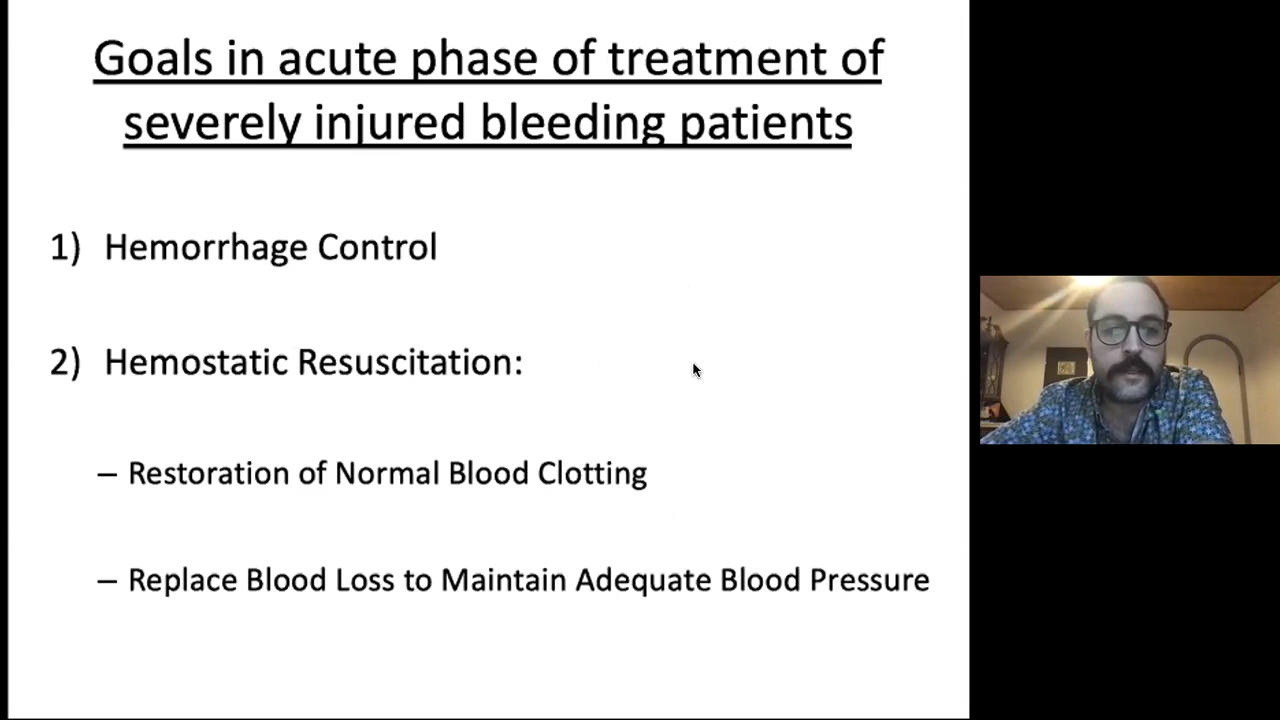 Goals in acute phase of treatment of
severely injured bleeding patients
1) Hemorrhage Control
2) Hemostatic Resuscitation:
– Restoration of Normal Blood Clotting
– Replace Blood Loss to Maintain Adequate Blood Pressure